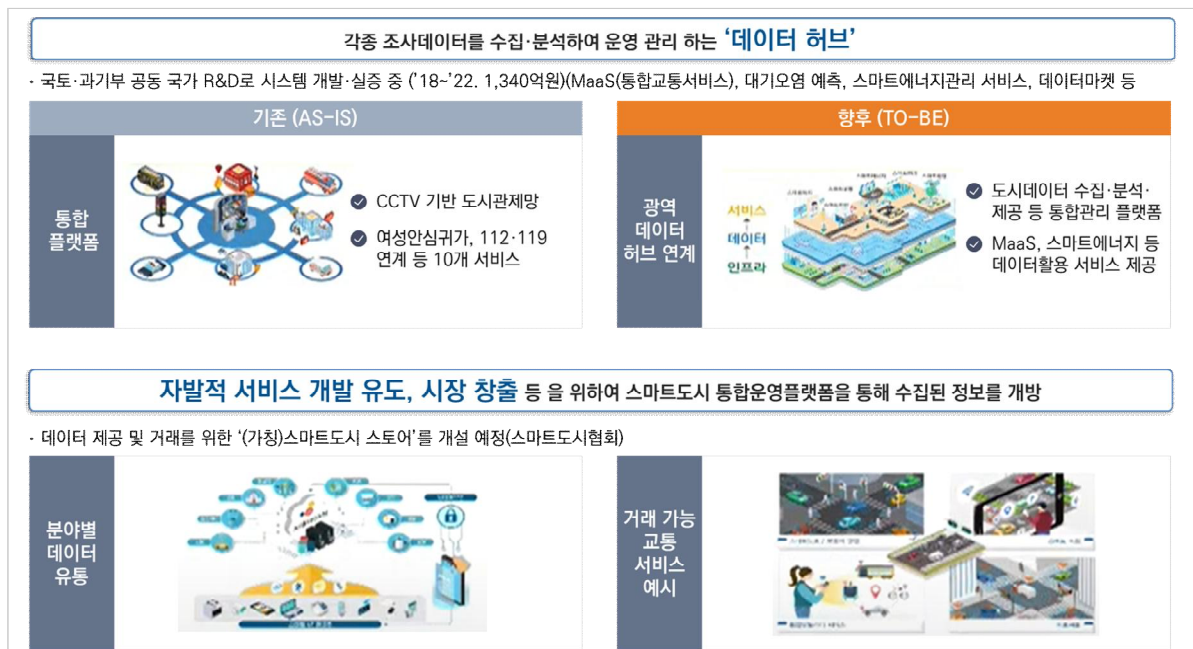 각종 조사데이터를 수집·분석하여 운영 관리 하는 '데이터 허브'
- 국토·과기부 공동 국가 R&D로 시스템 개발·실증 중 ('18~'22. 1,340억원)(MaaS(통합교통서비스), 대기오염 예측, 스마트에너지관리 서비스, 데이터마켓 등
기존 (AS-IS)
통합
플랫폼
CCTV 기반 도시관제망
여성안심귀가, 112·119
연계 등 10개 서비스
향후 (TO-BE)
광역
데이터
허브 연계
서비스
데이터
인프라
도시데이터 수집·분석·
제공 등 통합관리 플랫폼
MaaS, 스마트에너지 등
데이터활용 서비스 제공
자발적 서비스 개발 유도, 시장 창출 등 을 위하여 스마트도시 통합운영플랫폼을 통해 수집된 정보를 개방
- 데이터 제공 및 거래를 위한 '(가칭)스마트도시 스토어'를 개설 예정(스마트도시협회)
분야별
데이터
유통
거래 가능
교통
서비스
예시